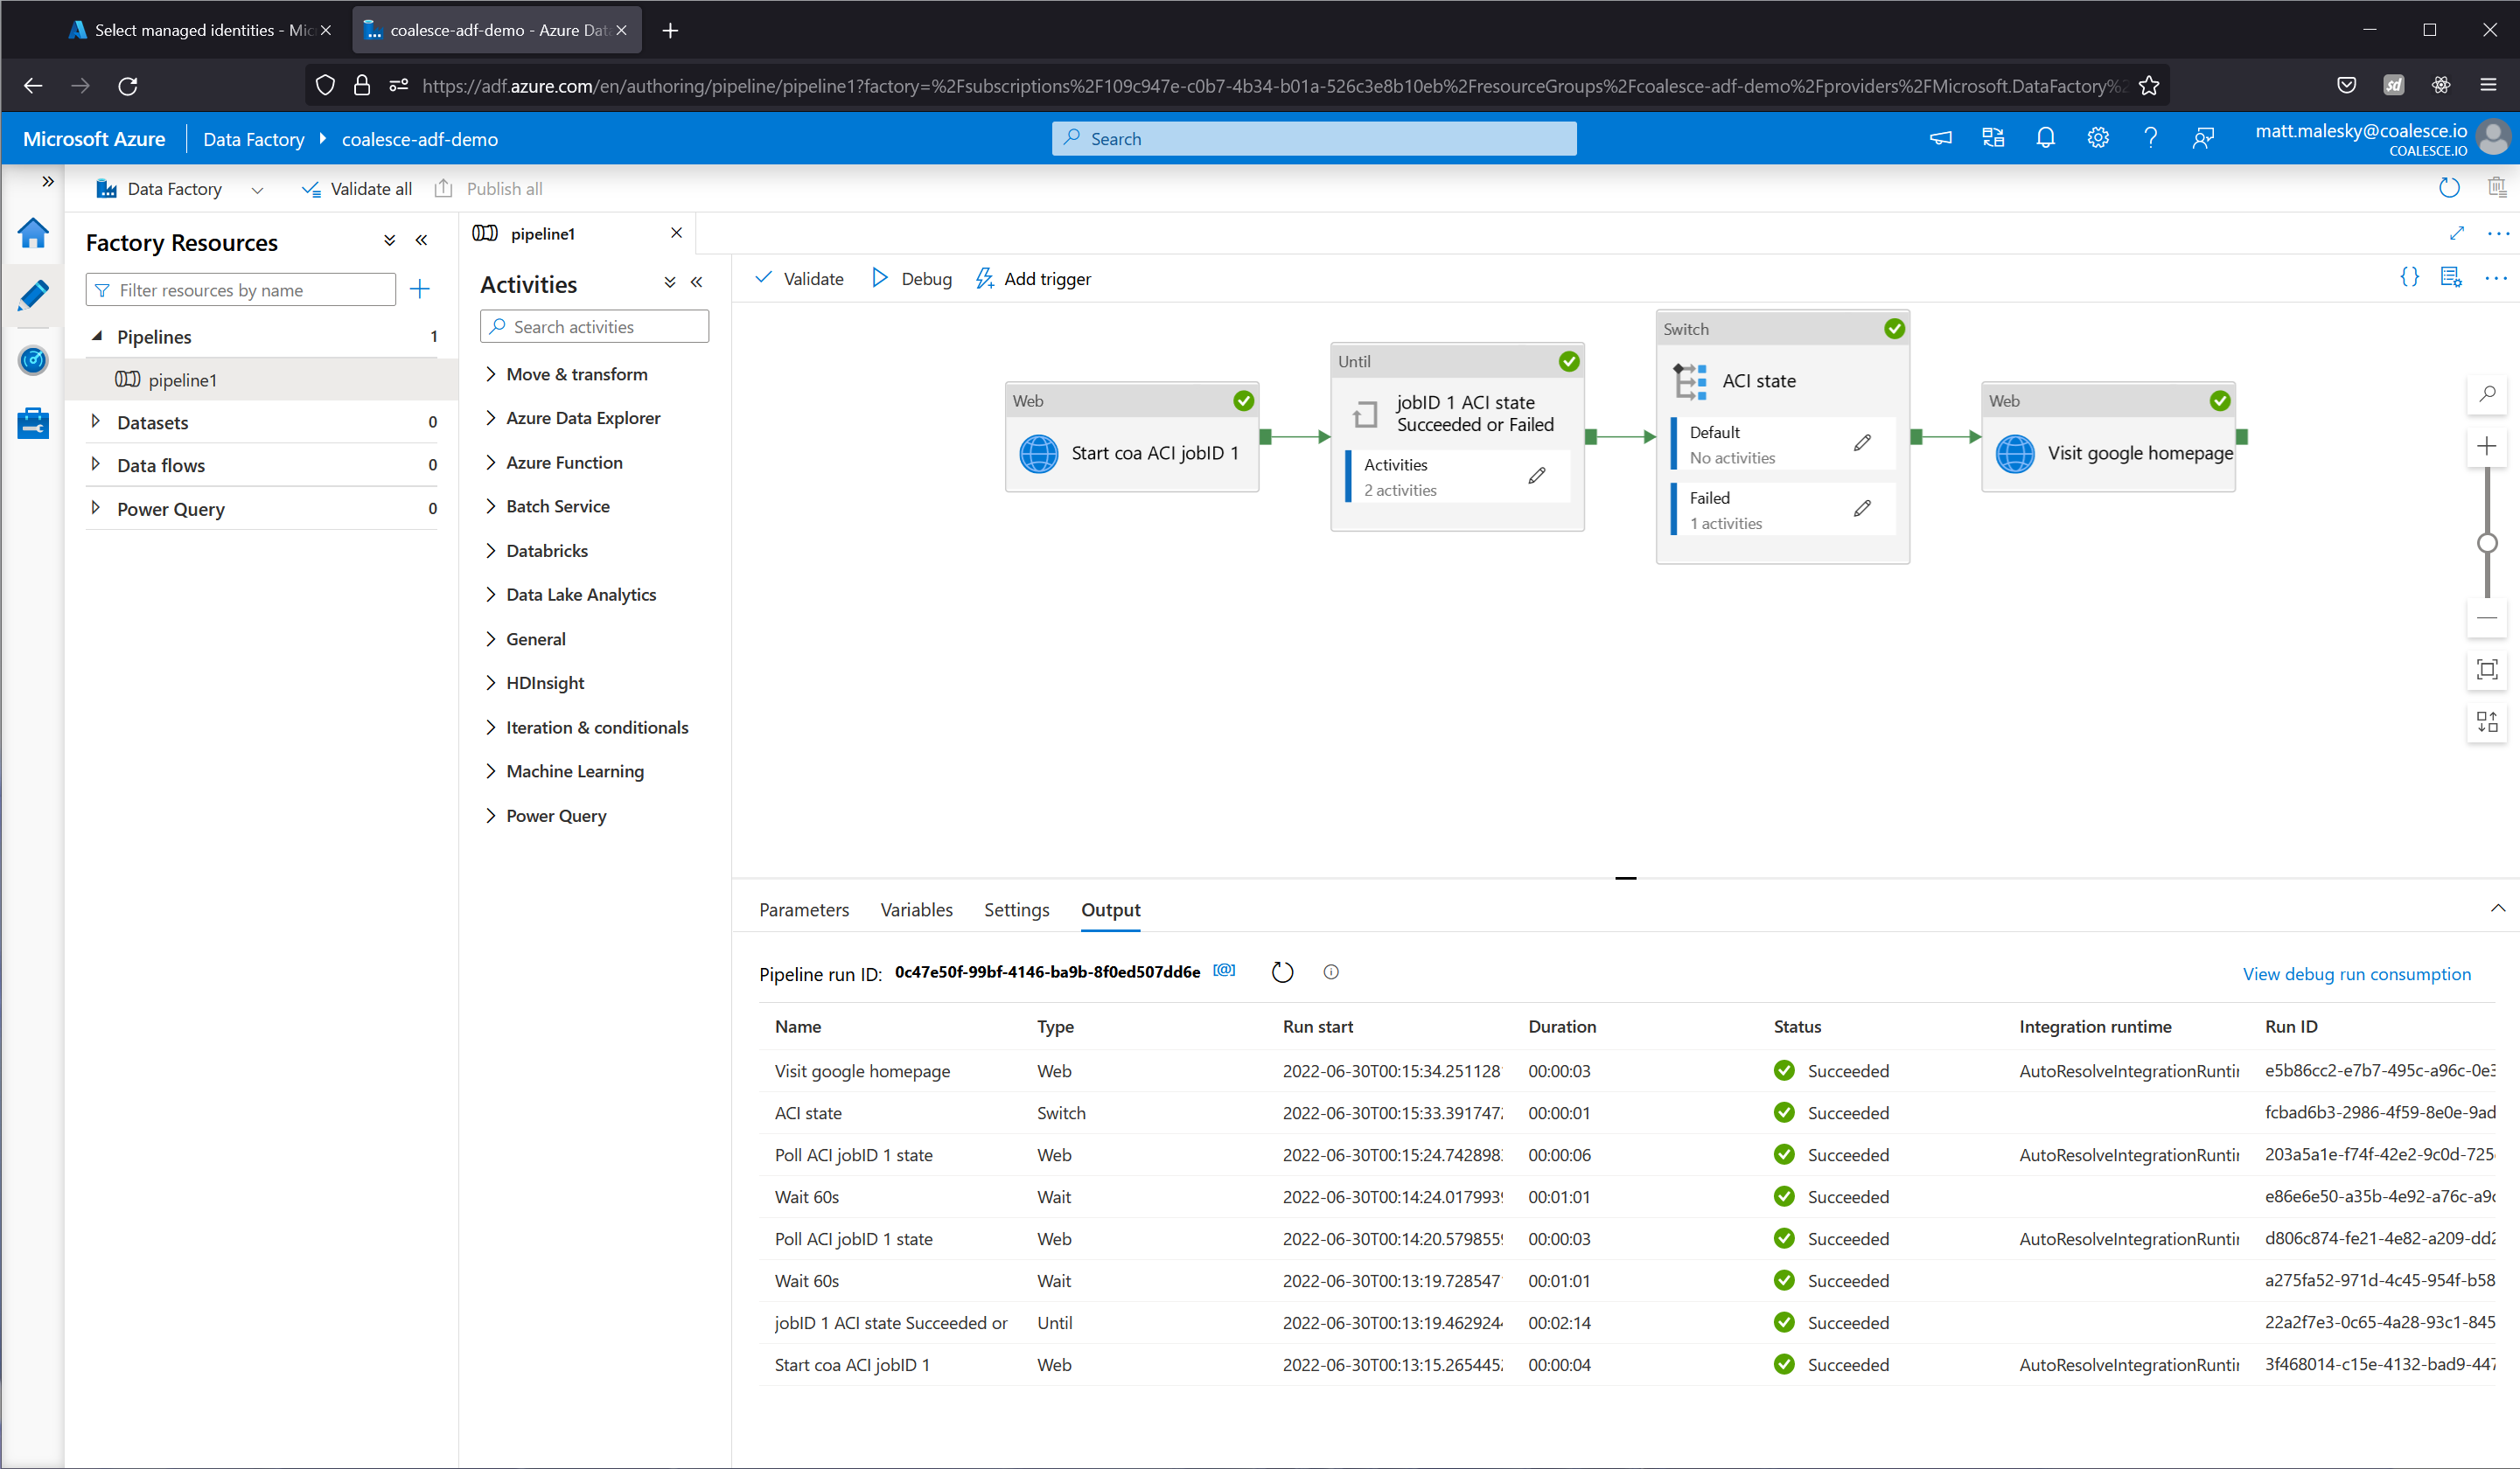 Select managed identities - Mic
coalesce-adf-demo - Azure Dat
https://adf.azure.com/en/authoring/pipeline/pipeline1?factory=%2Fsubscriptions%2F109c947e-c0b7-4b34-b01a-526c3e8b10eb%2FresourceGroups%2Fcoalesce-adf-demo%2Fproviders%2FMicrosoft.DataFactory%2
sd
Microsoft Azure
Data Factory
coalesce-adf-demo
Search
matt.malesky@coalesce.io
COALESCE.IO
Data Factory
Validate all
Publish all
Factory Resources
Filter resources by name
Pipelines 1
pipeline1
Datasets 0
Data flows 0
Power Query 0
pipeline1
Activities
Search activities
Move & transform
Azure Data Explorer
Azure Function
Batch Service
Databricks
Data Lake Analytics
General
HDInsight
Iteration & conditionals
Machine Learning
Power Query
Validate
Debug
Add trigger
Web
Start coa ACI jobID 1
Until
jobID 1 ACI state
Succeeded or Failed
Activities
2 activities
Switch
ACI state
Default
No activities
Failed
1 activities
Web
Visit google homepage
Parameters Variables Settings Output
Pipeline run ID: 0c47e50f-99bf-4146-ba9b-8f0ed507dd6e [@]
View debug run consumption
Name Type Run start Duration Status Integration runtime Run ID
Visit google homepage Web 2022-06-30T00:15:34.251128 00:00:03 Succeeded AutoResolveIntegrationRunti e5b86cc2-e7b7-495c-a96c-0e3
ACI state Switch 2022-06-30T00:15:33.391747 00:00:01 Succeeded fcbad6b3-2986-4f59-8e0e-9ad
Poll ACI jobID 1 state Web 2022-06-30T00:15:24.742898 00:00:06 Succeeded AutoResolveIntegrationRunti 203a5a1e-f74f-42e2-9c0d-725
Wait 60s Wait 2022-06-30T00:14:24.017993 00:01:01 Succeeded e86e6e50-a35b-4e92-a76c-a9
Poll ACI jobID 1 state Web 2022-06-30T00:14:20.579855 00:00:03 Succeeded AutoResolveIntegrationRunti d806c874-fe21-4e82-a209-dd2
Wait 60s Wait 2022-06-30T00:13:19.728547 00:01:01 Succeeded a275fa52-971d-4c45-954f-b58
jobID 1 ACI state Succeeded or Until 2022-06-30T00:13:19.462924 00:02:14 Succeeded 22a2f7e3-0c65-4a28-93c1-845
Start coa ACI jobID 1 Web 2022-06-30T00:13:15.265445 00:00:04 Succeeded AutoResolveIntegrationRunti 3f468014-c15e-4132-bad9-447